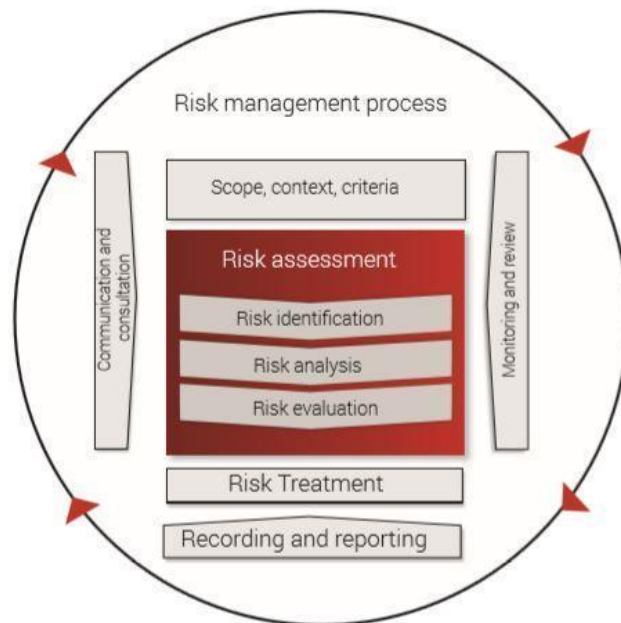 Risk management process
Scope, context, criteria
Communication and
consultation
Risk assessment
Risk identification
Risk analysis
Risk evaluation
Monitoring and review
Risk Treatment
Recording and reporting